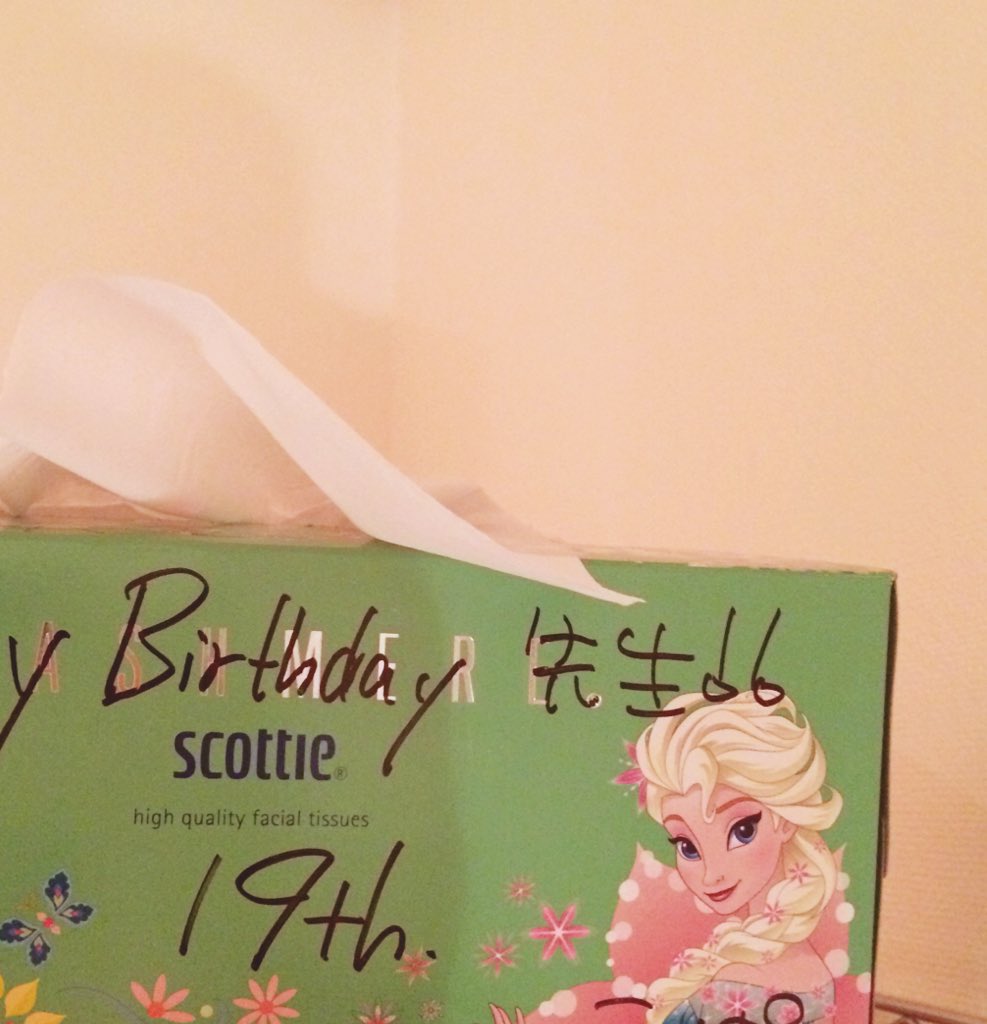 y Birthday 先生66
CASHMERE
scottie®
high quality facial tissues
19th.